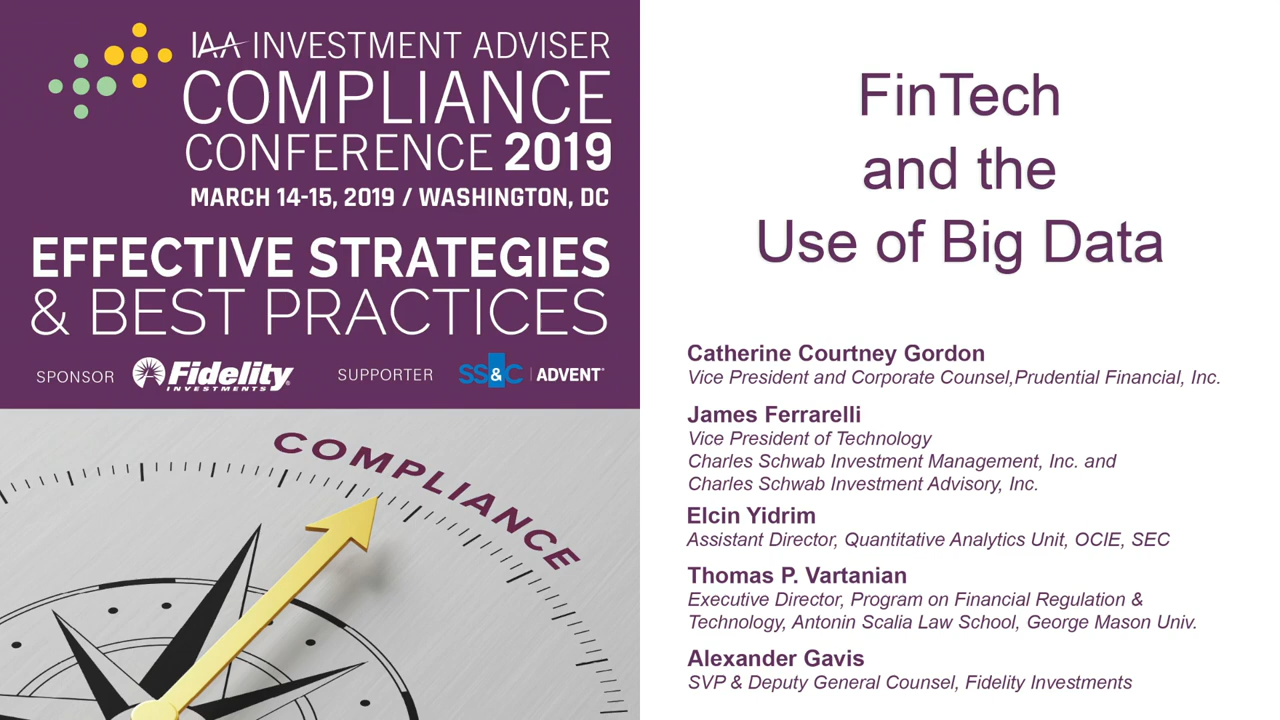 IAA INVESTMENT ADVISER
COMPLIANCE
CONFERENCE 2019
MARCH 14-15, 2019 / WASHINGTON, DC
EFFECTIVE STRATEGIES
& BEST PRACTICES
SPONSOR Fidelity INVESTMENTS SUPPORTER SS&C | ADVENT
COMPLIANCE
FinTech
and the
Use of Big Data
Catherine Courtney Gordon
Vice President and Corporate Counsel,Prudential Financial, Inc.
James Ferrarelli
Vice President of Technology
Charles Schwab Investment Management, Inc. and
Charles Schwab Investment Advisory, Inc.
Elcin Yidrim
Assistant Director, Quantitative Analytics Unit, OCIE, SEC
Thomas P. Vartanian
Executive Director, Program on Financial Regulation &
Technology, Antonin Scalia Law School, George Mason Univ.
Alexander Gavis
SVP & Deputy General Counsel, Fidelity Investments